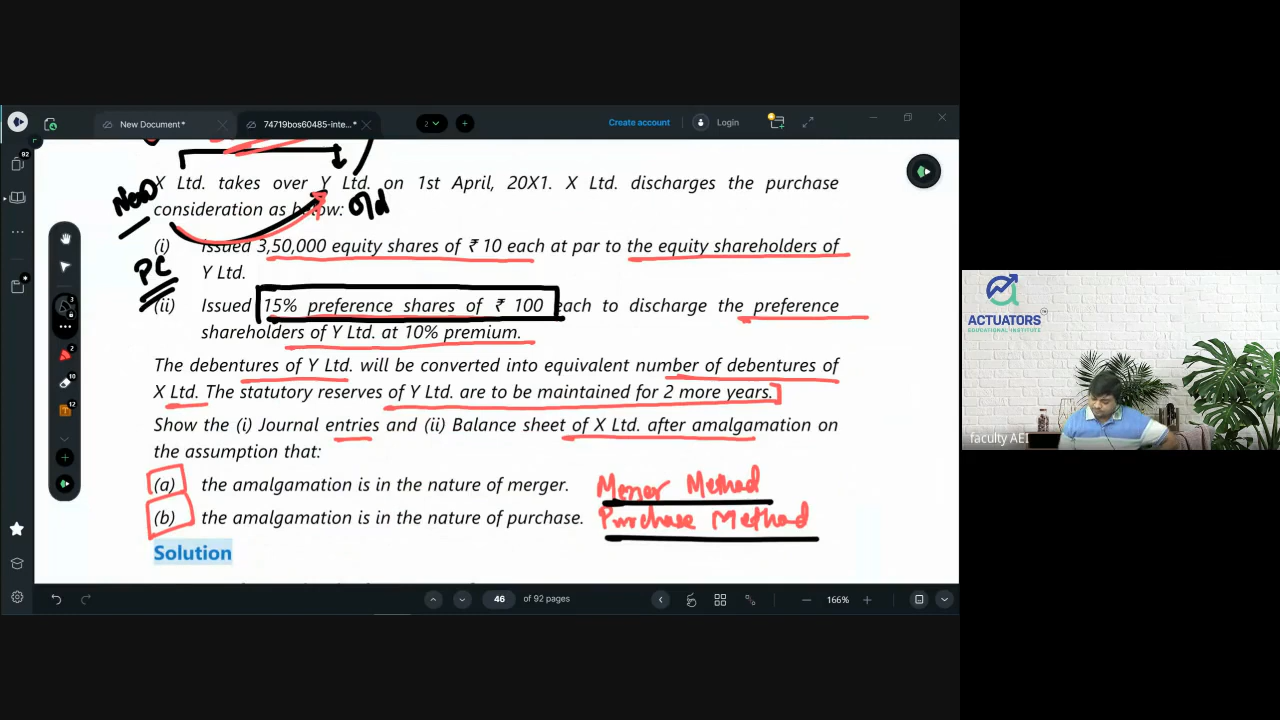 New Document*
74719bos60485-inte...*
2
Create account
Login
92
X Ltd. takes over Y Ltd. on 1st April, 20X1. X Ltd. discharges the purchase
New
consideration as below:
old
(i) Issued 3,50,000 equity shares of ₹ 10 each at par to the equity shareholders of
Y Ltd.
PC
(ii) Issued 15% preference shares of ₹ 100 each to discharge the preference
shareholders of Y Ltd. at 10% premium.
The debentures of Y Ltd. will be converted into equivalent number of debentures of
X Ltd. The statutory reserves of Y Ltd. are to be maintained for 2 more years.
Show the (i) Journal entries and (ii) Balance sheet of X Ltd. after amalgamation on
the assumption that:
(a) the amalgamation is in the nature of merger.
Merger Method
(b) the amalgamation is in the nature of purchase.
Purchase Method
Solution
46 of 92 pages
166%
ACTUATORS
EDUCATIONAL INSTITUTE
faculty AEI